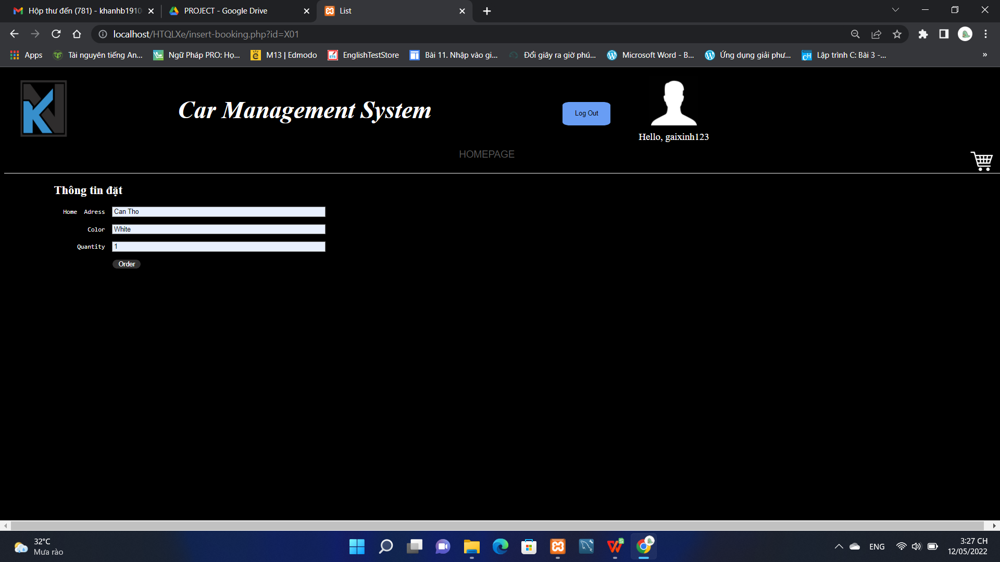 Hộp thư đến (781) - khanhb1910
PROJECT - Google Drive
List
localhost/HTQLXe/insert-booking.php?id=X01
Apps
Tài nguyên tiếng An...
Ngữ Pháp PRO: Họ...
M13 | Edmodo
EnglishTestStore
Bài 11. Nhập vào gi...
Đổi giây ra giờ phú...
Microsoft Word - B...
Ứng dụng giải phư...
Lập trình C: Bài 3 -...
»
Car Management System
Log Out
Hello, gaixinh123
HOMEPAGE
Thông tin đặt
Home Adress Can Tho
Color White
Quantity 1
Order
32°C
Mưa rào
ENG
3:27 CH
12/05/2022